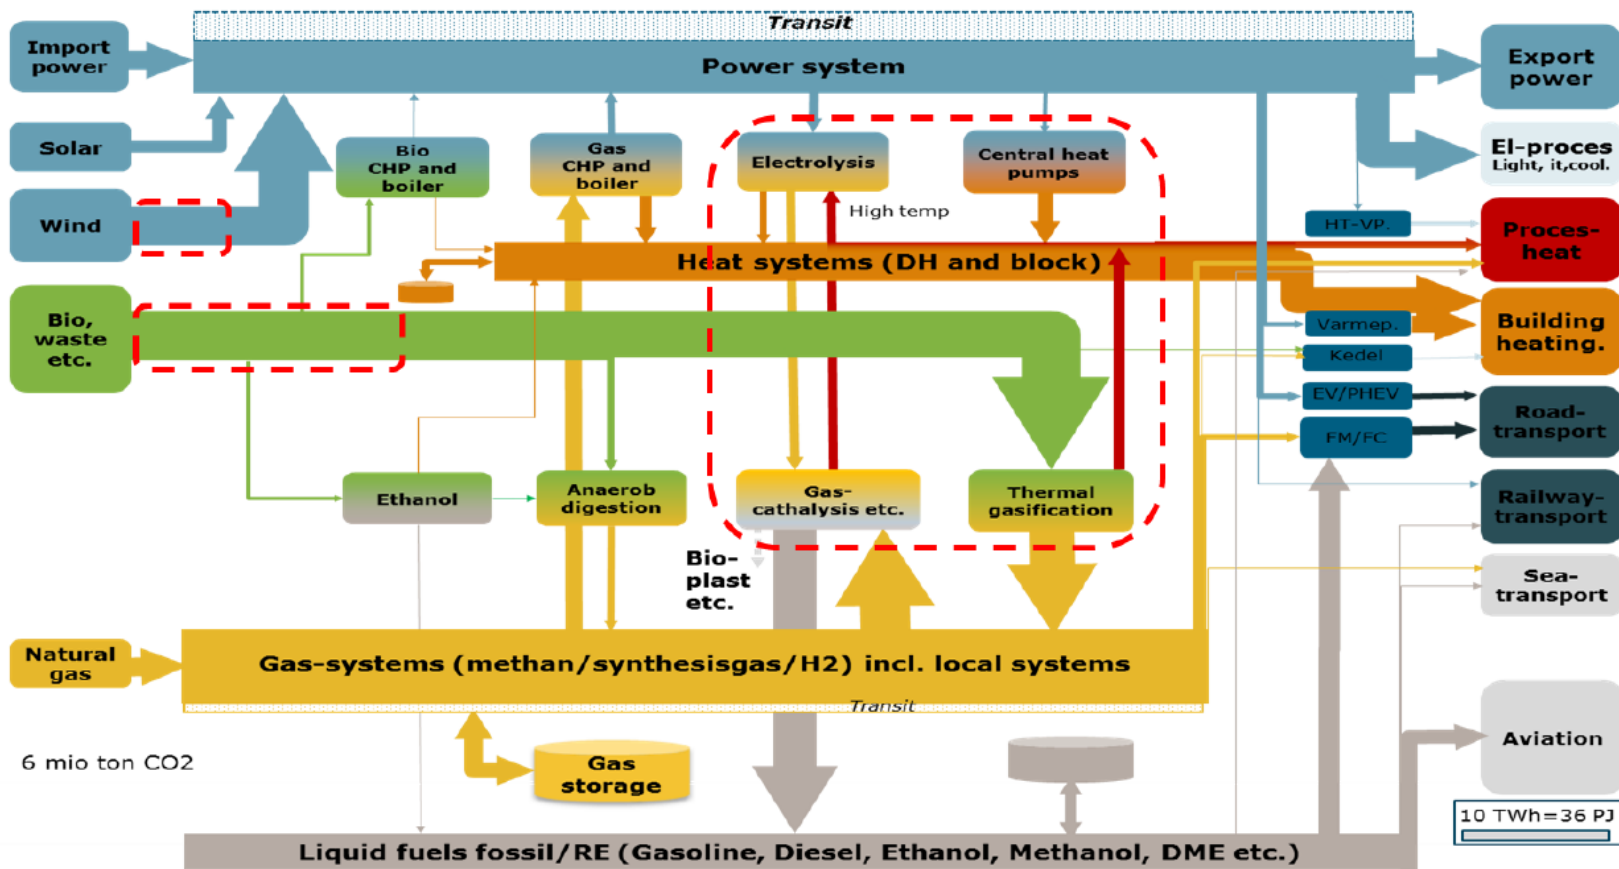 Transit
Import
power
Power system
Export
power
Solar
Bio
CHP and
boiler
Gas
CHP and
boiler
Electrolysis
Central heat
pumps
El-proces
Light, it,cool.
Wind
High temp
HT-VP.
Proces-
heat
Heat systems (DH and block)
Bio,
waste
etc.
Varmep.
Kedel
Building
heating.
EV/PHEV
FM/FC
Road-
transport
Ethanol
Anaerob
digestion
Gas-
cathalysis etc.
Thermal
gasification
Railway-
transport
Bio-
plast
etc.
Sea-
transport
Natural
gas
Gas-systems (methan/synthesisgas/H2) incl. local systems
Transit
6 mio ton CO2
Gas
storage
Aviation
10 TWh=36 PJ
Liquid fuels fossil/RE (Gasoline, Diesel, Ethanol, Methanol, DME etc.)